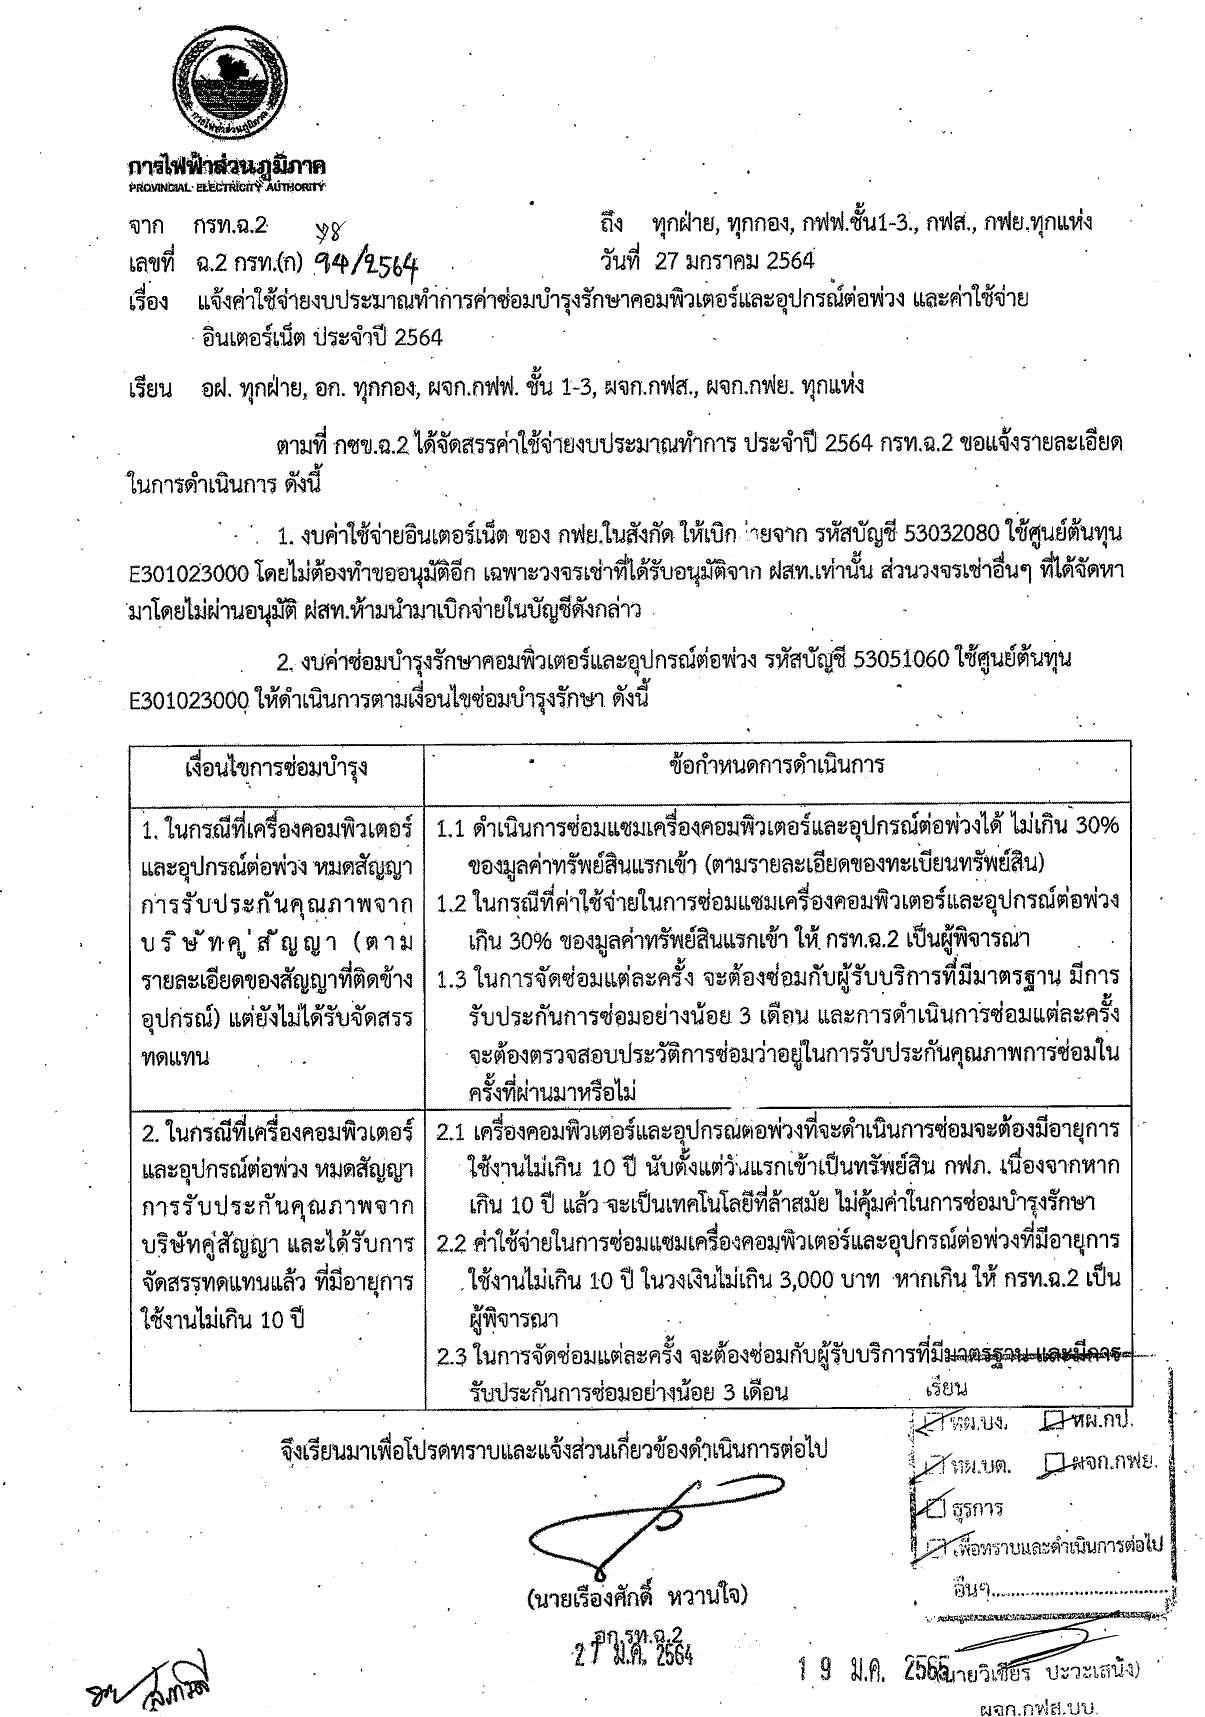 การไฟฟ้าส่วนภูมิภาค
PROVINCIAL ELECTRICITY AUTHORITY
จาก กรท.ฉ.2 ถึง ทุกฝ่าย, ทุกกอง, กฟฟ.ชั้น1-3., กฟส., กฟย.ทุกแห่ง
เลขที่ ฉ.2 กรท.(ก) 94/2564 วันที่ 27 มกราคม 2564
เรื่อง แจ้งค่าใช้จ่ายงบประมาณทำการค่าซ่อมบำรุงรักษาคอมพิวเตอร์และอุปกรณ์ต่อพ่วง และค่าใช้จ่าย
อินเตอร์เน็ต ประจำปี 2564
เรียน อฝ. ทุกฝ่าย, อก. ทุกกอง, ผจก.กฟฟ. ชั้น 1-3, ผจก.กฟส., ผจก.กฟย. ทุกแห่ง
ตามที่ กซข.ฉ.2 ได้จัดสรรค่าใช้จ่ายงบประมาณทำการ ประจำปี 2564 กรท.ฉ.2 ขอแจ้งรายละเอียด
ในการดำเนินการ ดังนี้
1. งบค่าใช้จ่ายอินเตอร์เน็ต ของ กฟย.ในสังกัด ให้เบิก ่ายจาก รหัสบัญชี 53032080 ใช้ศูนย์ต้นทุน
E301023000 โดยไม่ต้องทำขออนุมัติอีก เฉพาะวงจรเช่าที่ได้รับอนุมัติจาก ฝสท.เท่านั้น ส่วนวงจรเช่าอื่นๆ ที่ได้จัดหา
มาโดยไม่ผ่านอนุมัติ ฝสท.ห้ามนำมาเบิกจ่ายในบัญชีดังกล่าว
2. งบค่าซ่อมบำรุงรักษาคอมพิวเตอร์และอุปกรณ์ต่อพ่วง รหัสบัญชี 53051060 ใช้ศูนย์ต้นทุน
E301023000 ให้ดำเนินการตามเงื่อนไขซ่อมบำรุงรักษา ดังนี้
เงื่อนไขการซ่อมบำรุง
ข้อกำหนดการดำเนินการ
1. ในกรณีที่เครื่องคอมพิวเตอร์
และอุปกรณ์ต่อพ่วง หมดสัญญา
การรับประกันคุณภาพจาก
บริษัทคู่สัญญา (ตาม
รายละเอียดของสัญญาที่ติดข้าง
อุปกรณ์) แต่ยังไม่ได้รับจัดสรร
ทดแทน
1.1 ดำเนินการซ่อมแซมเครื่องคอมพิวเตอร์และอุปกรณ์ต่อพ่วงได้ ไม่เกิน 30%
ของมูลค่าทรัพย์สินแรกเข้า (ตามรายละเอียดของทะเบียนทรัพย์สิน)
1.2 ในกรณีที่ค่าใช้จ่ายในการซ่อมแซมเครื่องคอมพิวเตอร์และอุปกรณ์ต่อพ่วง
เกิน 30% ของมูลค่าทรัพย์สินแรกเข้า ให้ กรท.ฉ.2 เป็นผู้พิจารณา
1.3 ในการจัดซ่อมแต่ละครั้ง จะต้องซ่อมกับผู้รับบริการที่มีมาตรฐาน มีการ
รับประกันการซ่อมอย่างน้อย 3 เดือน และการดำเนินการซ่อมแต่ละครั้ง
จะต้องตรวจสอบประวัติการซ่อมว่าอยู่ในการรับประกันคุณภาพการซ่อมใน
ครั้งที่ผ่านมาหรือไม่
2. ในกรณีที่เครื่องคอมพิวเตอร์
และอุปกรณ์ต่อพ่วง หมดสัญญา
การรับประกันคุณภาพจาก
บริษัทคู่สัญญา และได้รับการ
จัดสรรทดแทนแล้ว ที่มีอายุการ
ใช้งานไม่เกิน 10 ปี
2.1 เครื่องคอมพิวเตอร์และอุปกรณต่อพ่วงที่จะดำเนินการซ่อมจะต้องมีอายุการ
ใช้งานไม่เกิน 10 ปี นับตั้งแต่วันแรกเข้าเป็นทรัพย์สิน กฟภ. เนื่องจากหาก
เกิน 10 ปี แล้ว จะเป็นเทคโนโลยีที่ล้าสมัย ไม่คุ้มค่าในการซ่อมบำรุงรักษา
2.2 ค่าใช้จ่ายในการซ่อมแซมเครื่องคอมพิวเตอร์และอุปกรณ์ต่อพ่วงที่มีอายุการ
ใช้งานไม่เกิน 10 ปี ในวงเงินไม่เกิน 3,000 บาท หากเกิน ให้ กรท.ฉ.2 เป็น
ผู้พิจารณา
2.3 ในการจัดซ่อมแต่ละครั้ง จะต้องซ่อมกับผู้รับบริการที่มีมาตรฐาน และมีการ
รับประกันการซ่อมอย่างน้อย 3 เดือน
จึงเรียนมาเพื่อโปรดทราบและแจ้งส่วนเกี่ยวข้องดำเนินการต่อไป
(นายเรืองศักดิ์ หวานใจ)
อก.รท.ฉ.2
27 ม.ค. 2564
เรียน
หผ.บง. หผ.กป.
หผ.บต. ผจก.กฟย.
ธุรการ
เพื่อทราบและดำเนินการต่อไป
อื่นๆ
19 ม.ค. 2565
(นายวิเชียร ปะวะเสนัง)
ผจก.กฟส.บบ.